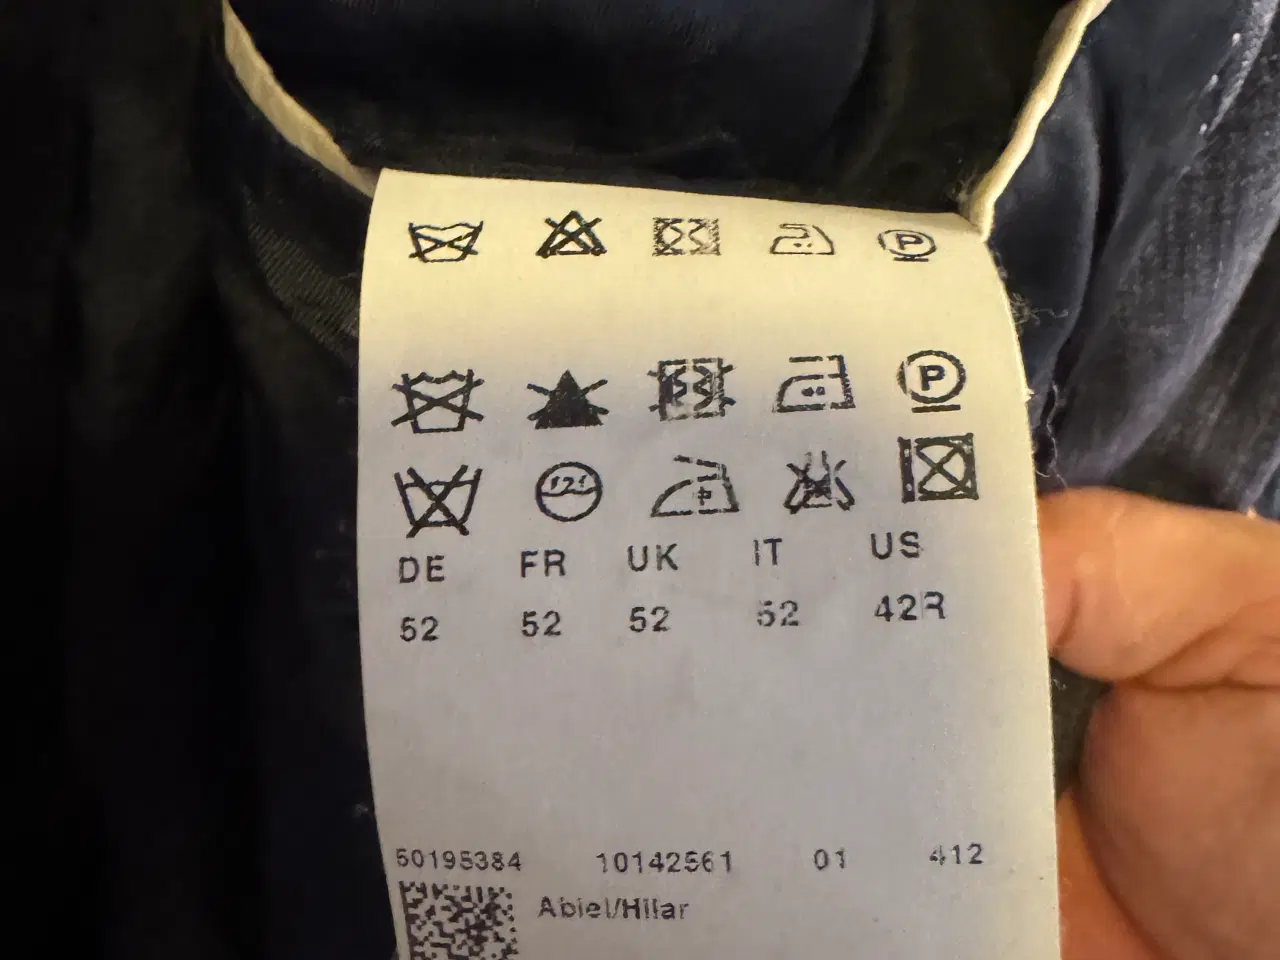 P
P
DE FR UK IT US
52 52 52 52 42R
50195384 10142561 01 412
Abiel/Hilar